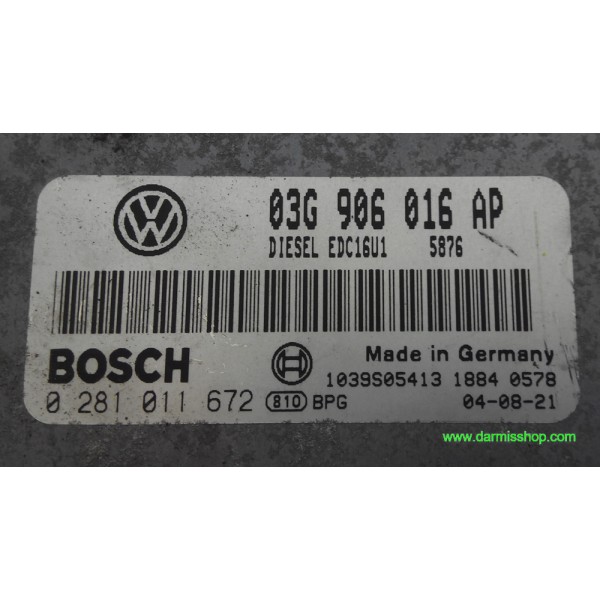 03G 906 016 AP
DIESEL EDC16U1 5876
BOSCH
Made in Germany
1039S05413 1884 0578
0 281 011 672 810 BPG 04-08-21
www.darmisshop.com